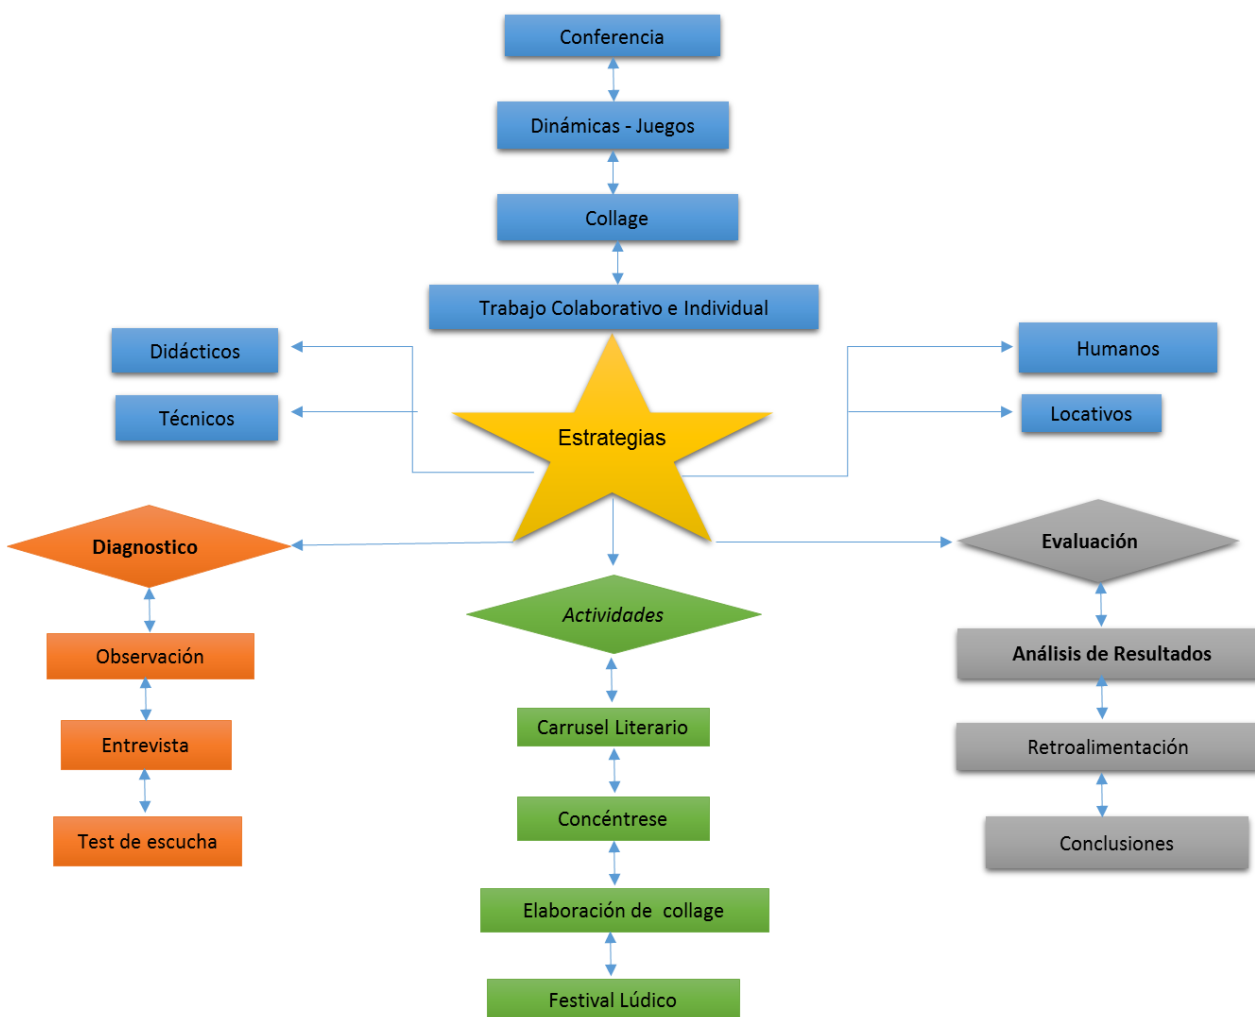 Conferencia
Dinámicas - Juegos
Collage
Trabajo Colaborativo e Individual
Didácticos
Humanos
Técnicos
Locativos
Estrategias
Diagnostico
Evaluación
Actividades
Observación
Análisis de Resultados
Carrusel Literario
Entrevista
Retroalimentación
Concéntrese
Test de escucha
Conclusiones
Elaboración de  collage
Festival Lúdico